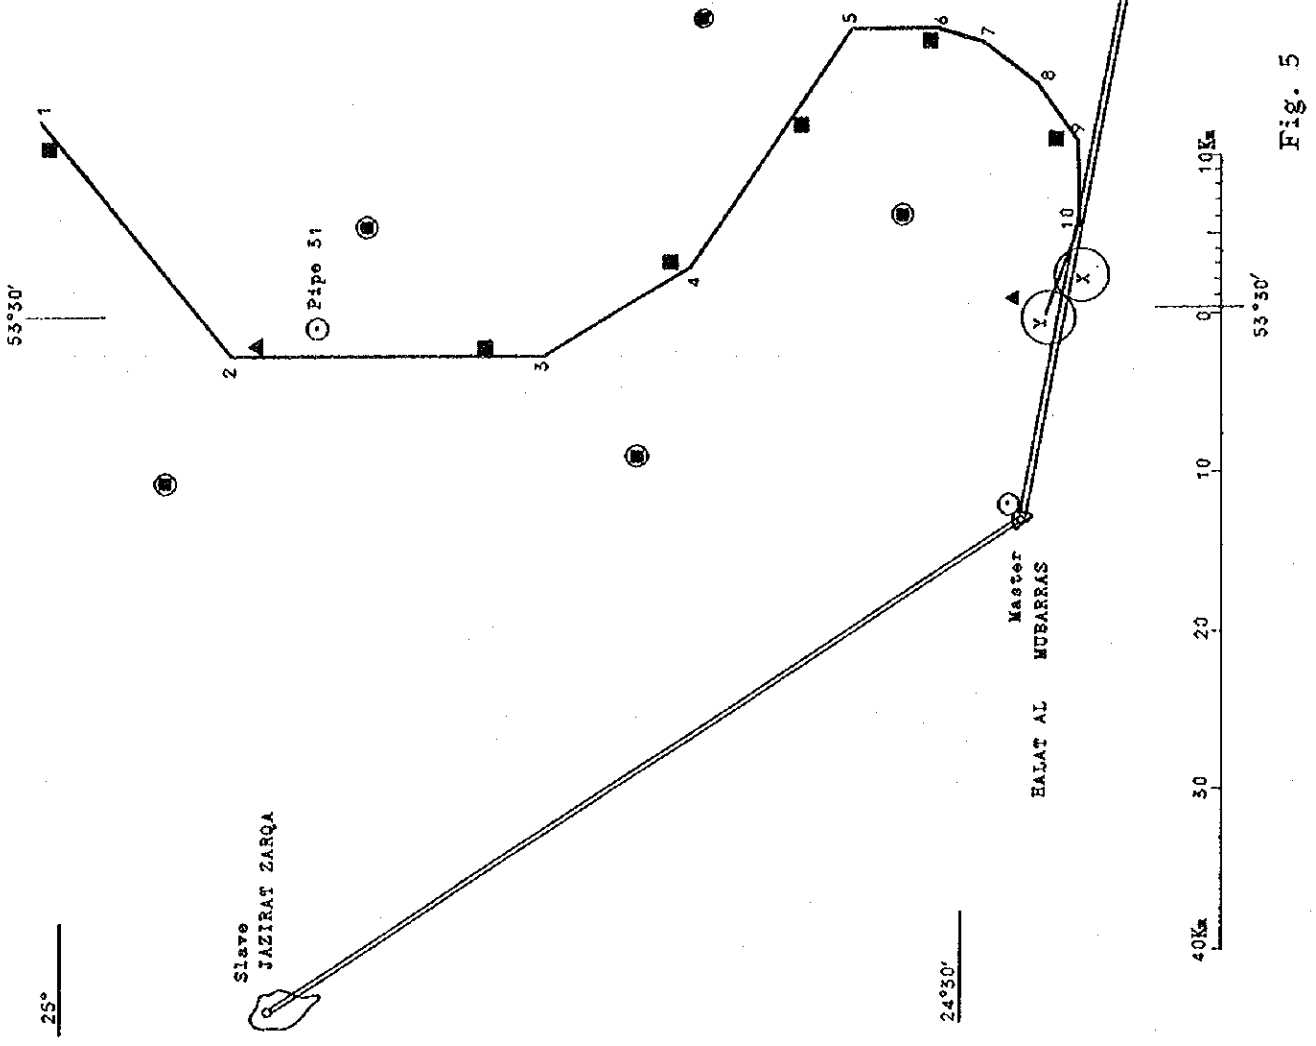 53°30'
1
2
Pipe 51
3
4
5
6
7
8
9
10
X
Y
Slave
JAZIRAT ZARQA
25°
Master
HALAT AL MUBARRAS
24°30'
40Km
30
20
10
0
10Km
53°30'
Fig. 5